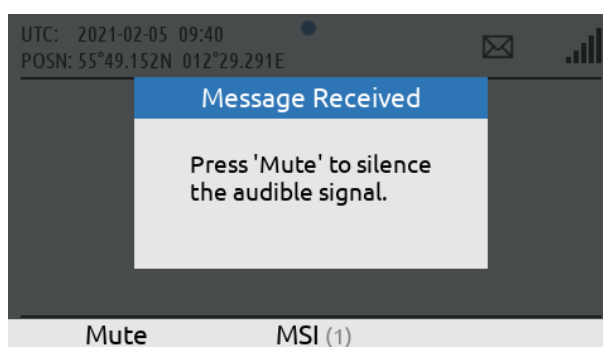 UTC: 2021-02-05 09:40
POSN: 55°49.152N 012°29.291E
Message Received
Press 'Mute' to silence
the audible signal.
Mute MSI (1)